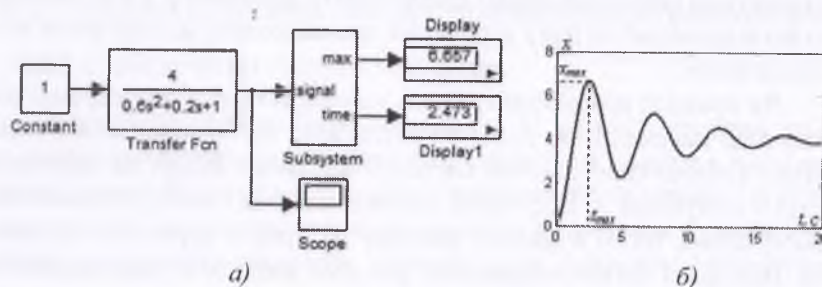 Display
max
6.667
1
4
0.6s²+0.2s+1
signal
time
2.473
Constant
Transfer Fcn
Subsystem
Display1
Scope
а)
8
X
x_max
6
4
2
0
t_max
t, c
0
5
10
15
20
б)